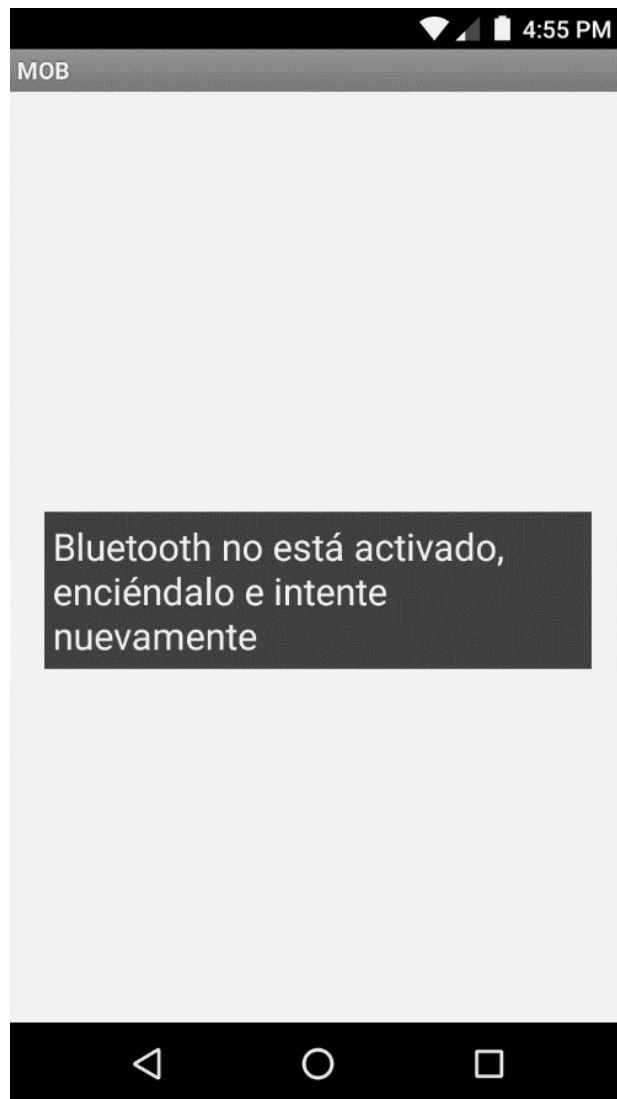 4:55 PM
MOB
Bluetooth no está activado,
enciéndalo e intente
nuevamente